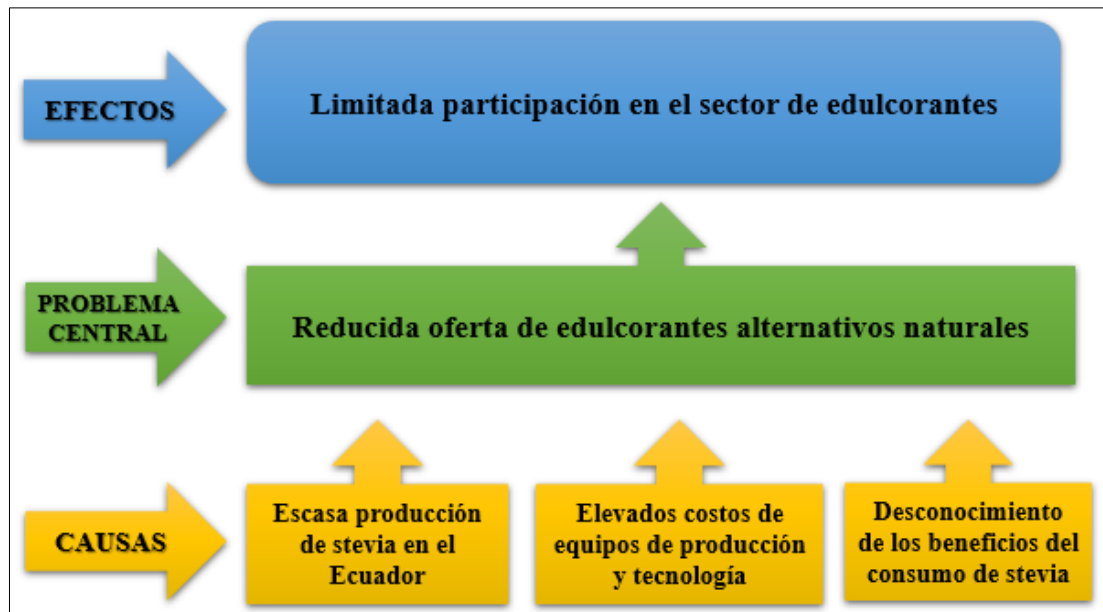 EFECTOS
Limitada participación en el sector de edulcorantes
PROBLEMA
CENTRAL
Reducida oferta de edulcorantes alternativos naturales
CAUSAS
Escasa producción
de stevia en el
Ecuador
Elevados costos de
equipos de producción
y tecnología
Desconocimiento
de los beneficios del
consumo de stevia